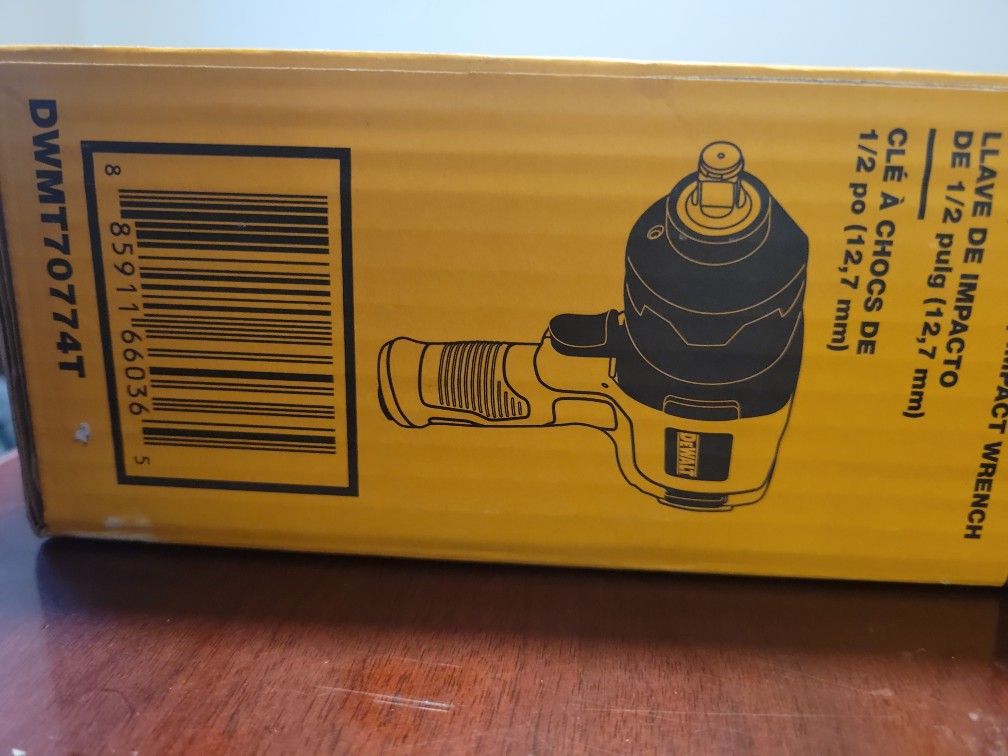 IMPACT WRENCH
LLAVE DE IMPACTO
DE 1/2 pulg (12,7 mm)
CLÉ À CHOCS DE
1/2 po (12,7 mm)
DEWALT
8 85911 66036 5
DWMT70774T